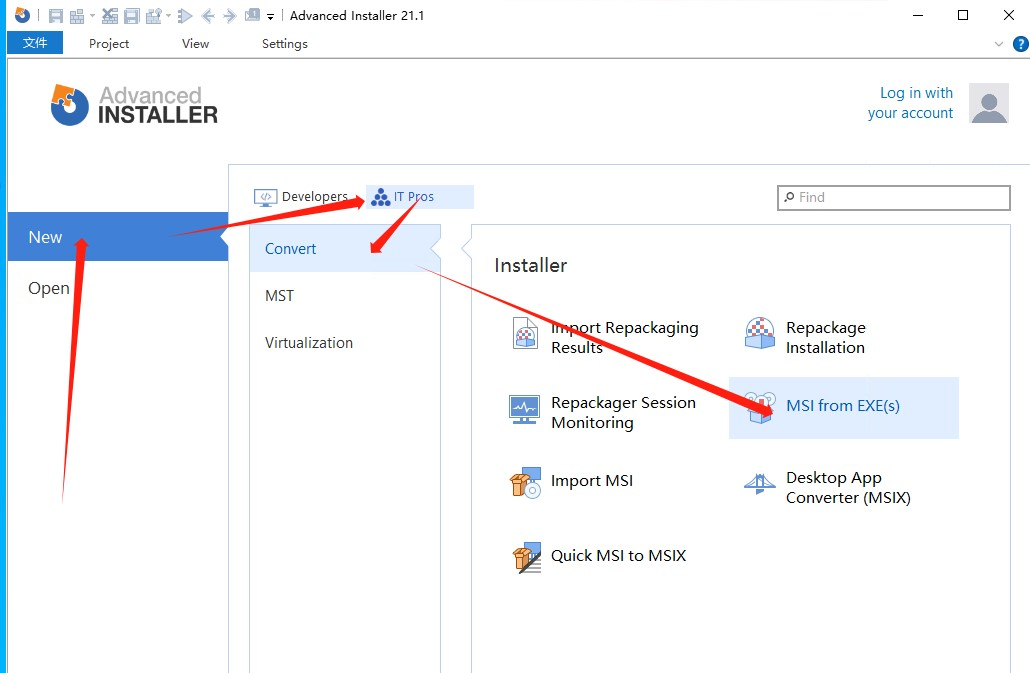 Advanced Installer 21.1
文件
Project
View
Settings
Advanced
INSTALLER
Log in with
your account
Developers
IT Pros
Find
New
Open
Convert
MST
Virtualization
Installer
Import Repackaging
Results
Repackage
Installation
Repackager Session
Monitoring
MSI from EXE(s)
Import MSI
Desktop App
Converter (MSIX)
Quick MSI to MSIX